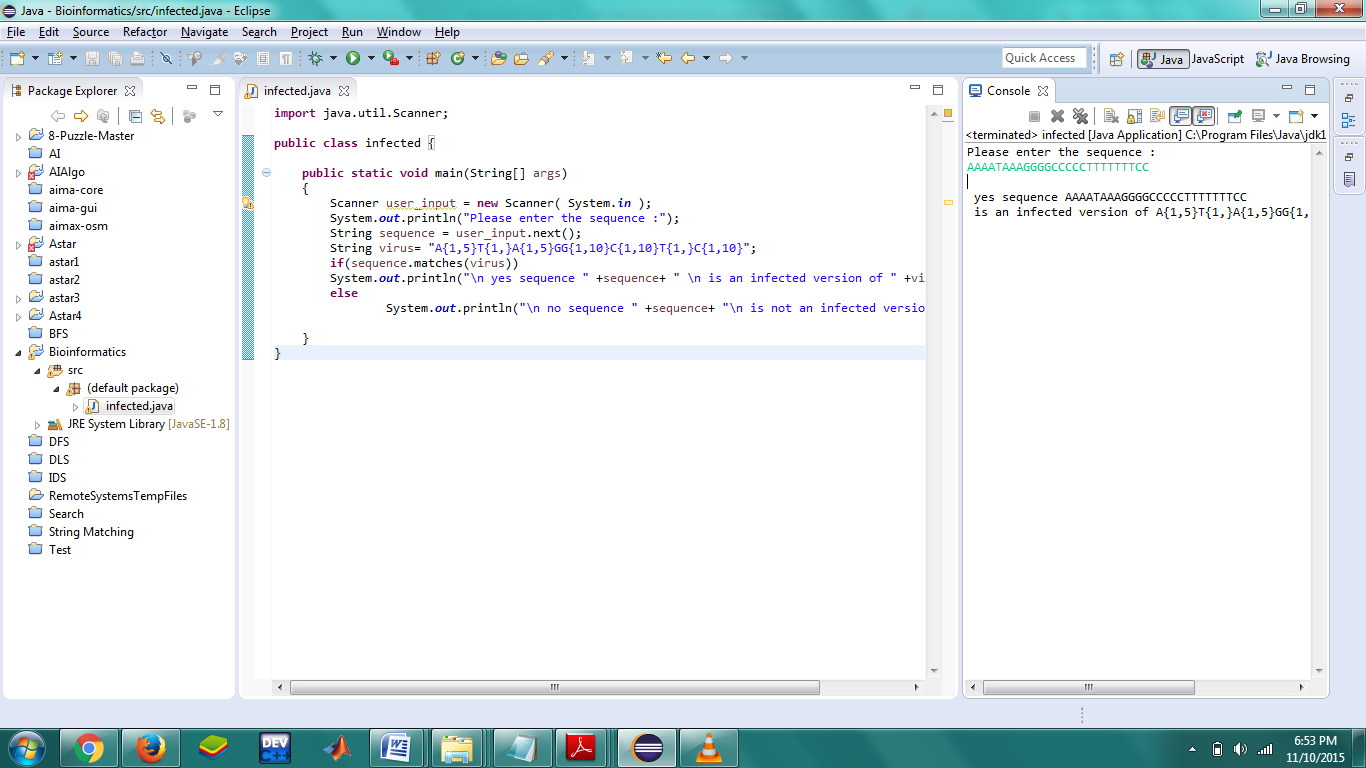 Java - Bioinformatics/src/infected.java - Eclipse
File Edit Source Refactor Navigate Search Project Run Window Help
Quick Access Java JavaScript Java Browsing
Package Explorer
8-Puzzle-Master
AI
AIAlgo
aima-core
aima-gui
aimax-osm
Astar
astar1
astar2
astar3
Astar4
BFS
Bioinformatics
src
(default package)
infected.java
JRE System Library [JavaSE-1.8]
DFS
DLS
IDS
RemoteSystemsTempFiles
Search
String Matching
Test
infected.java
import java.util.Scanner;
public class infected {
public static void main(String[] args)
{
Scanner user_input = new Scanner( System.in );
System.out.println("Please enter the sequence :");
String sequence = user_input.next();
String virus= "A{1,5}T{1,}A{1,5}GG{1,10}C{1,10}T{1,}C{1,10}";
if(sequence.matches(virus))
System.out.println("\n yes sequence " +sequence+ " \n is an infected version of " +vi
else
System.out.println("\n no sequence " +sequence+ "\n is not an infected versio
}
}
Console
<terminated> infected [Java Application] C:\Program Files\Java\jdk1
Please enter the sequence :
AAAATAAAGGGGCCCCCTTTTTTTCC
yes sequence AAAATAAAGGGGCCCCCTTTTTTTCC
is an infected version of A{1,5}T{1,}A{1,5}GG{1,
DEV
C++
6:53 PM
11/10/2015